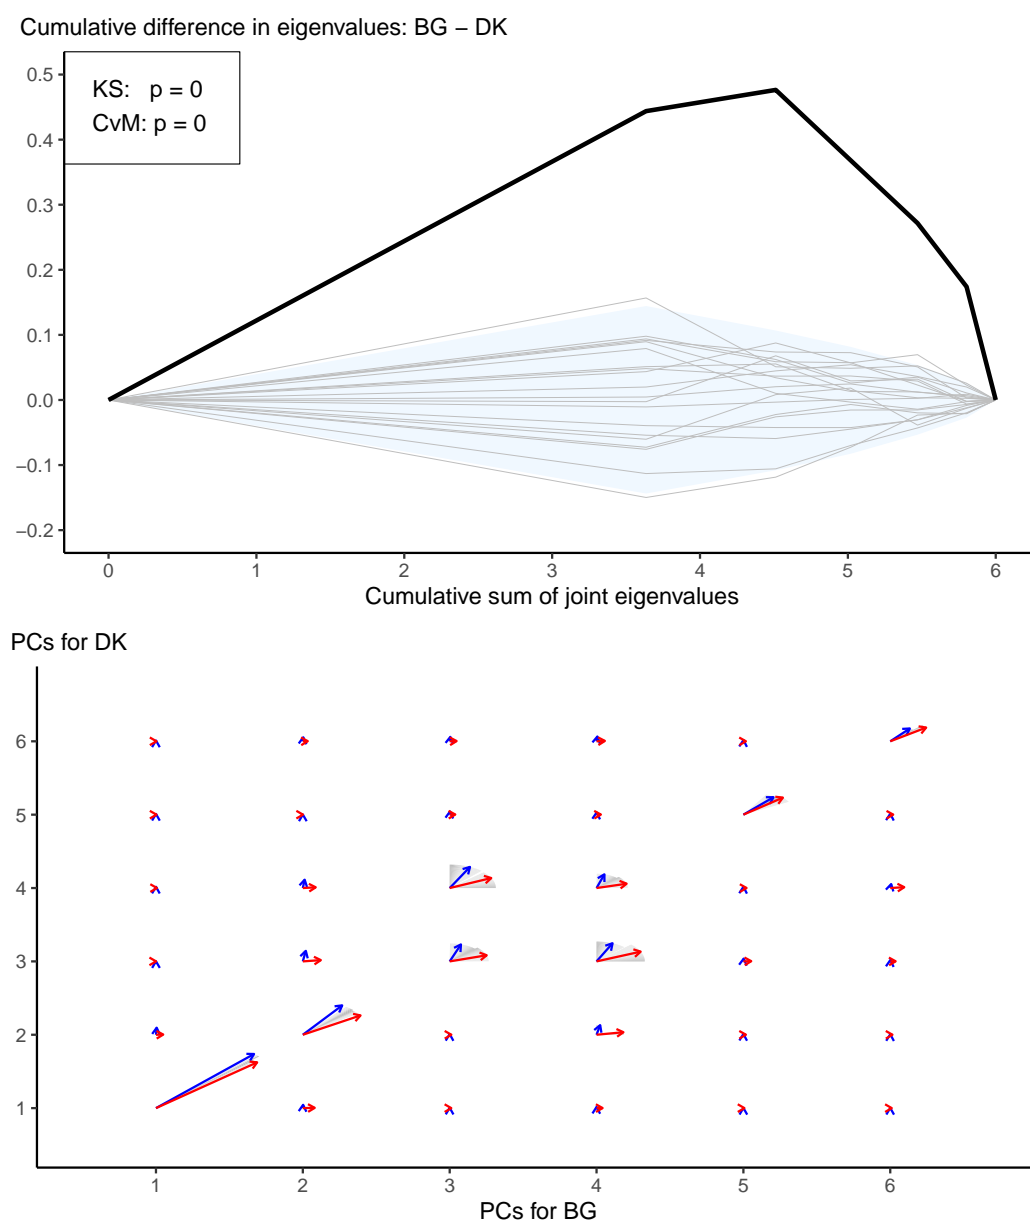 Cumulative difference in eigenvalues: BG – DK
0.5
KS: p = 0
CvM: p = 0
0.4
0.3
0.2
0.1
0.0
−0.1
−0.2
0 1 2 3 4 5 6
Cumulative sum of joint eigenvalues
PCs for DK
6
5
4
3
2
1
1 2 3 4 5 6
PCs for BG